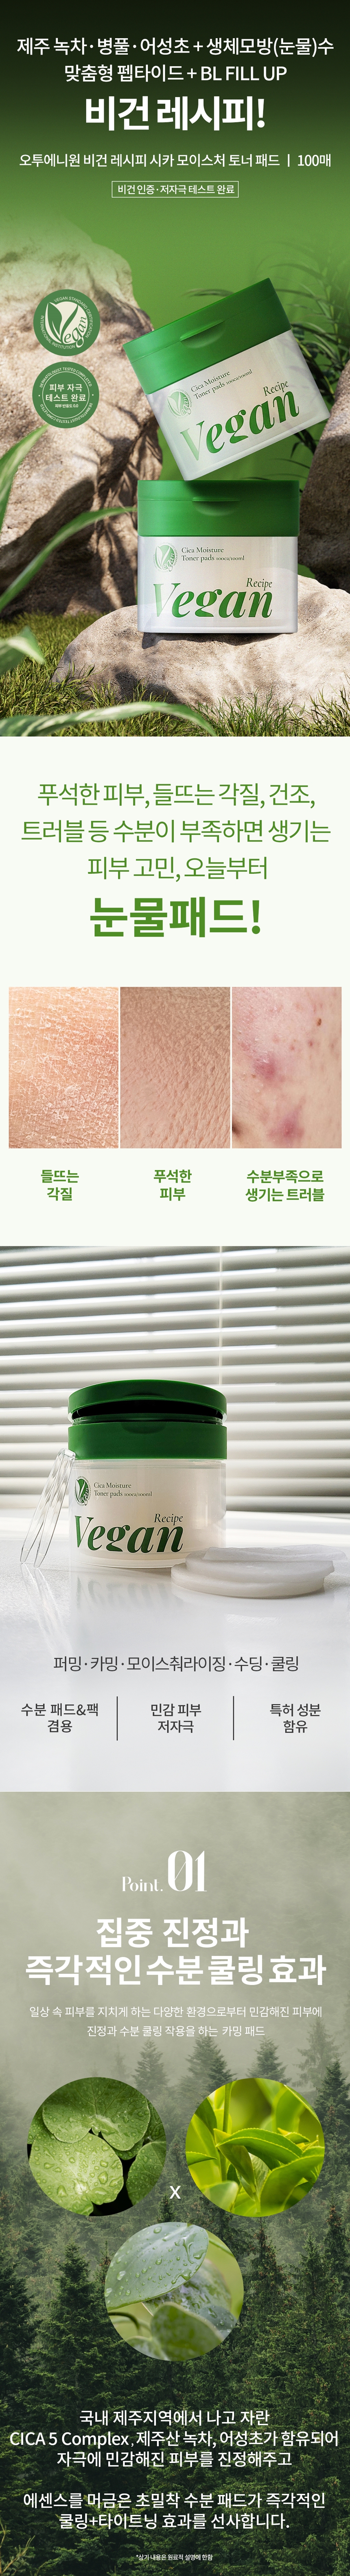 제주 녹차·병풀·어성초 + 생체모방(눈물)수
맞춤형 펩타이드 + BL FILL UP
비건 레시피!
오투에니원 비건 레시피 시카 모이스처 토너 패드 ㅣ 100매
비건 인증·저자극 테스트 완료
Vegan
피부 자극
테스트 완료
Cica Moisture
Toner pads
Recipe
Vegan
Cica Moisture
Toner pads
Recipe
Vegan
푸석한 피부, 들뜨는 각질, 건조,
트러블 등 수분이 부족하면 생기는
피부 고민, 오늘부터
눈물패드!
들뜨는
각질
푸석한
피부
수분부족으로
생기는 트러블
Cica Moisture
Toner pads
Recipe
Vegan
퍼밍·카밍·모이스춰라이징·수딩·쿨링
수분 패드&팩
겸용
민감 피부
저자극
특허 성분
함유
Point. 01
집중 진정과
즉각적인 수분 쿨링 효과
일상 속 피부를 지치게 하는 다양한 환경으로부터 민감해진 피부에
진정과 수분 쿨링 작용을 하는 카밍 패드
X
국내 제주지역에서 나고 자란
CICA 5 Complex, 제주산 녹차, 어성초가 함유되어
자극에 민감해진 피부를 진정해주고
에센스를 머금은 초밀착 수분 패드가 즉각적인
쿨링+타이트닝 효과를 선사합니다.
*상기 내용은 원료적 설명에 한함